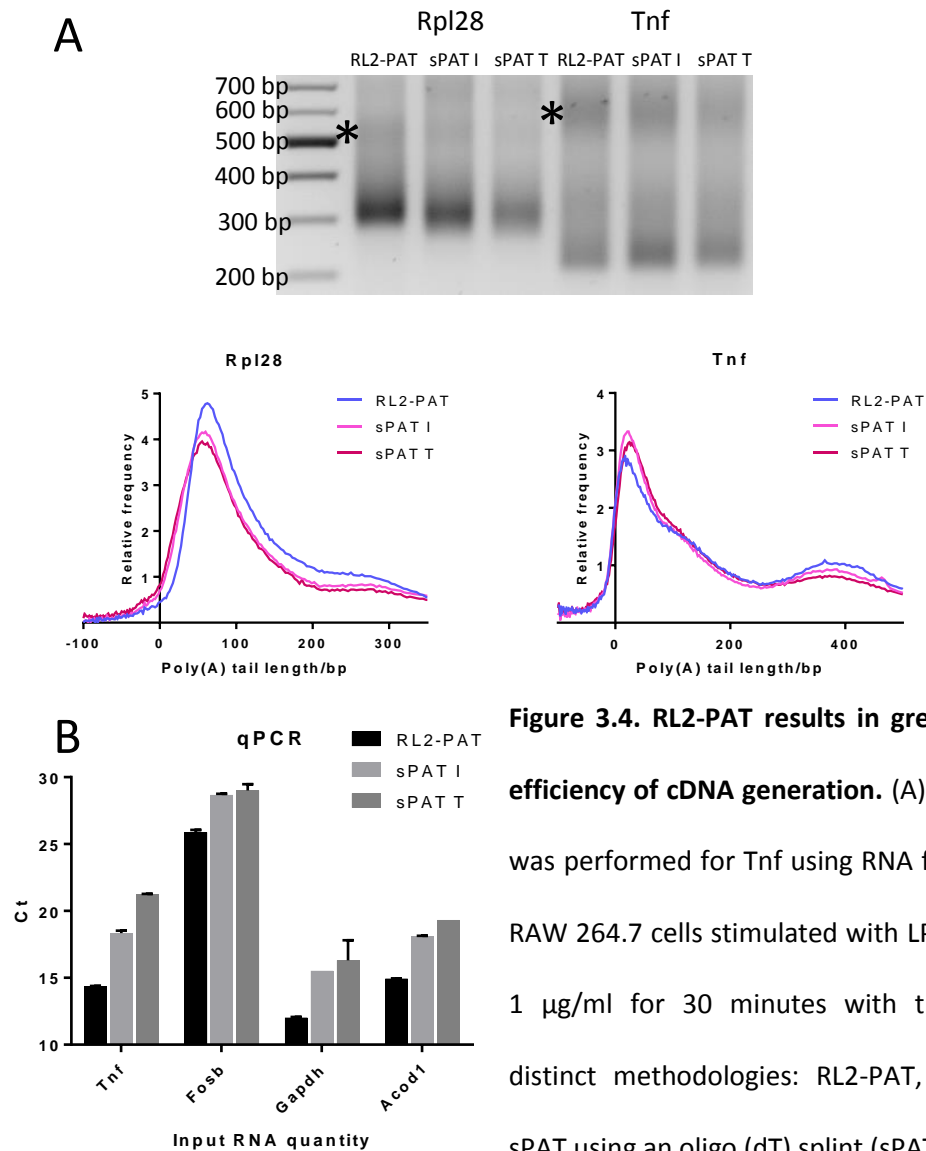 A
Rpl28 Tnf
RL2-PAT sPAT I sPAT T RL2-PAT sPAT I sPAT T
700 bp
600 bp
*
500 bp
*
400 bp
300 bp
200 bp
Rpl28
Relative frequency
5
4
3
2
1
-100 0 100 200 300
Poly(A) tail length/bp
RL2-PAT
sPAT I
sPAT T
Tnf
Relative frequency
4
3
2
1
0 200 400
Poly(A) tail length/bp
RL2-PAT
sPAT I
sPAT T
B
qPCR
RL2-PAT
sPAT I
sPAT T
Ct
30
25
20
15
10
Tnf Fosb Gapdh Acod1
Input RNA quantity
Figure 3.4. RL2-PAT results in gre
efficiency of cDNA generation. (A)
was performed for Tnf using RNA f
RAW 264.7 cells stimulated with LP
1 µg/ml for 30 minutes with t
distinct methodologies: RL2-PAT,
sPAT using an oligo (dT) splint (sPAT